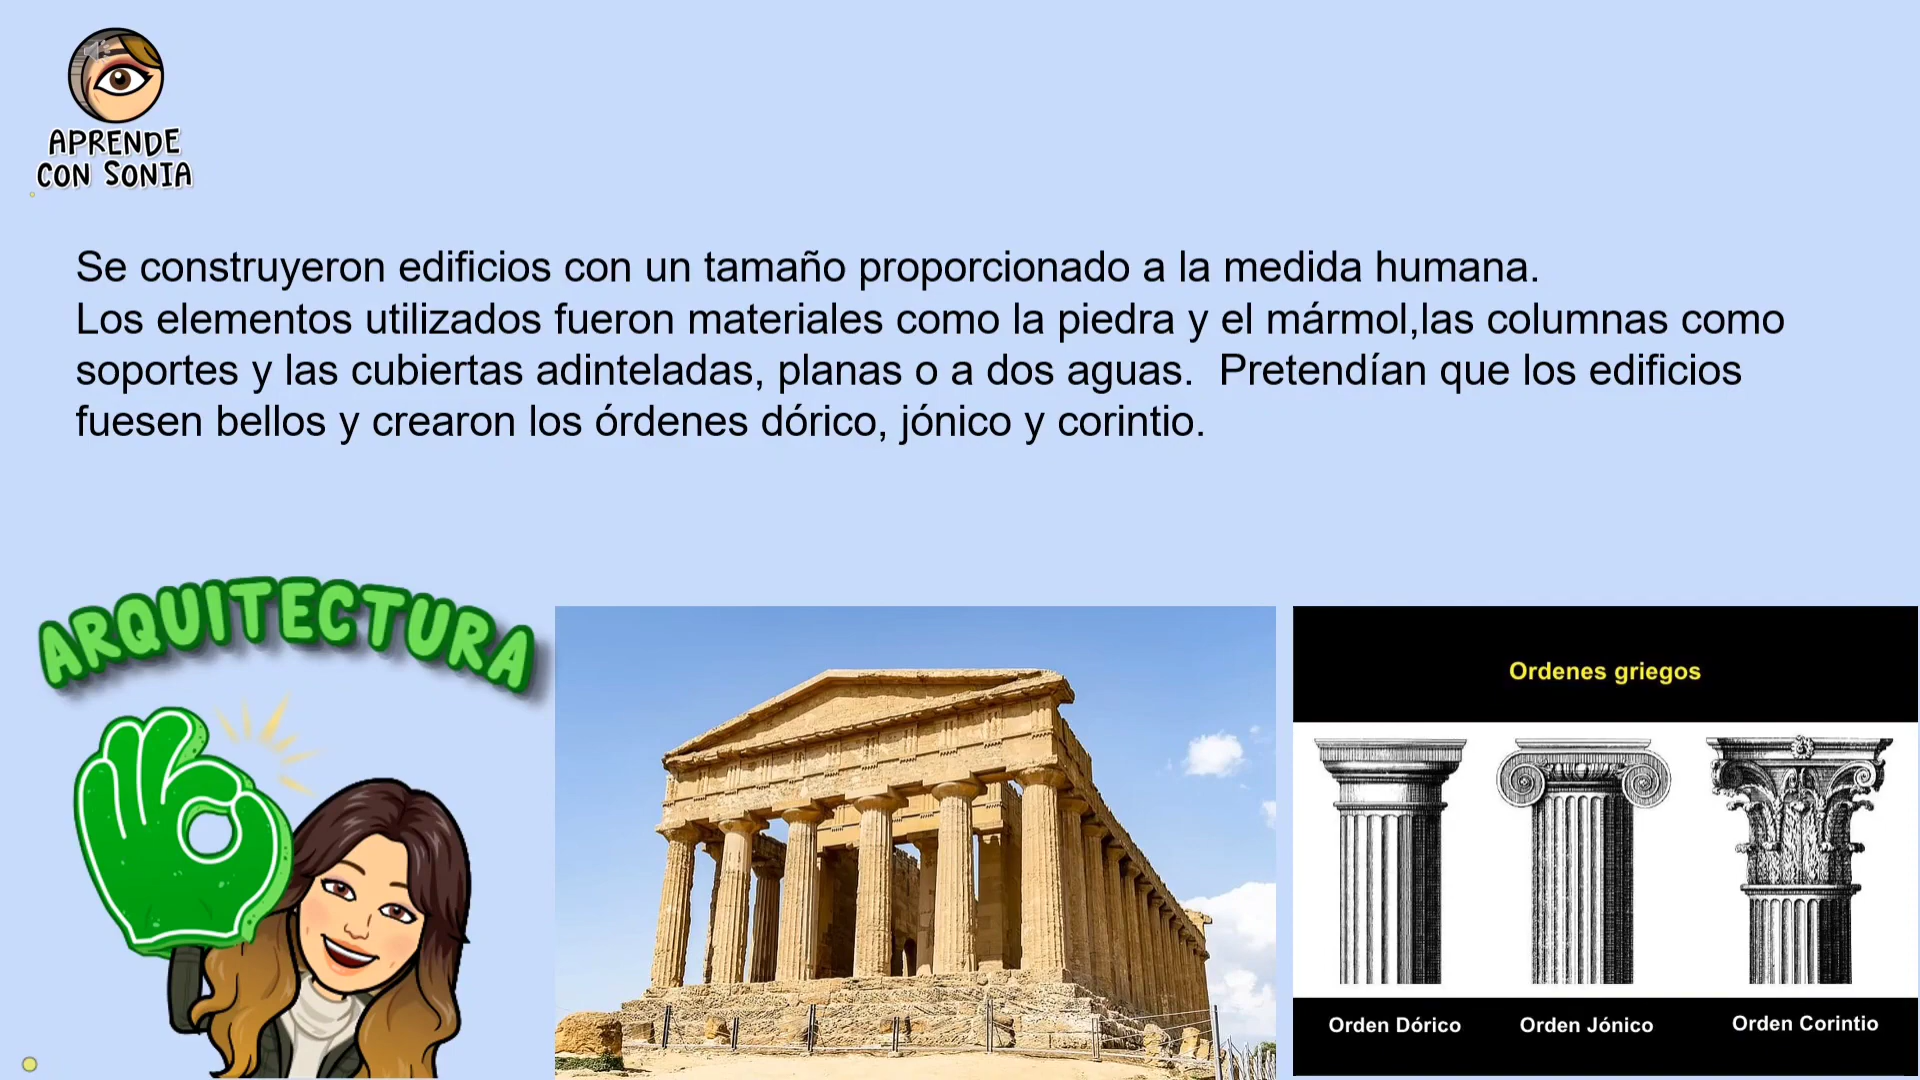 APRENDE
CON SONIA
Se construyeron edificios con un tamaño proporcionado a la medida humana.
Los elementos utilizados fueron materiales como la piedra y el mármol,las columnas como
soportes y las cubiertas adinteladas, planas o a dos aguas.  Pretendían que los edificios
fuesen bellos y crearon los órdenes dórico, jónico y corintio.
ARQUITECTURA
Ordenes griegos
Orden Dórico
Orden Jónico
Orden Corintio